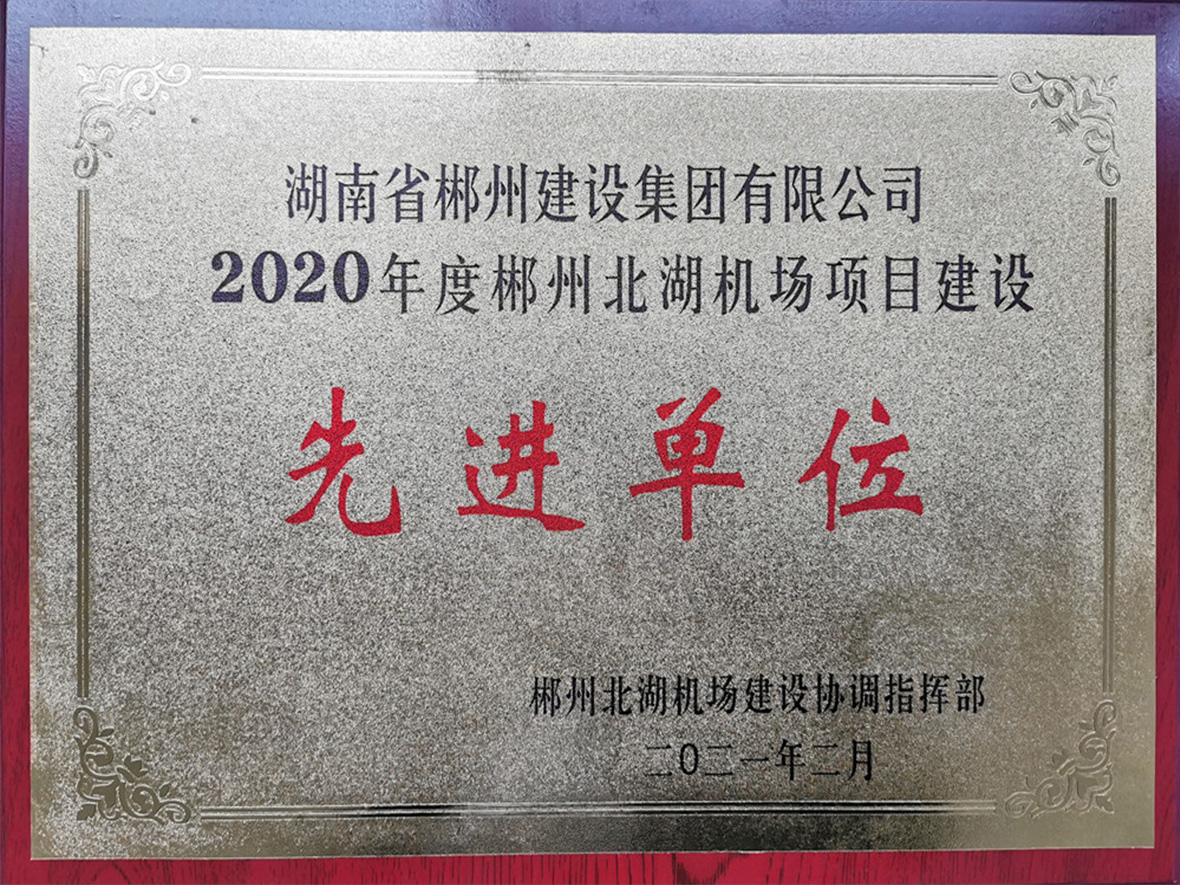 湖南省郴州建设集团有限公司
2020年度郴州北湖机场项目建设
先进单位
郴州北湖机场建设协调指挥部
二0二一年二月